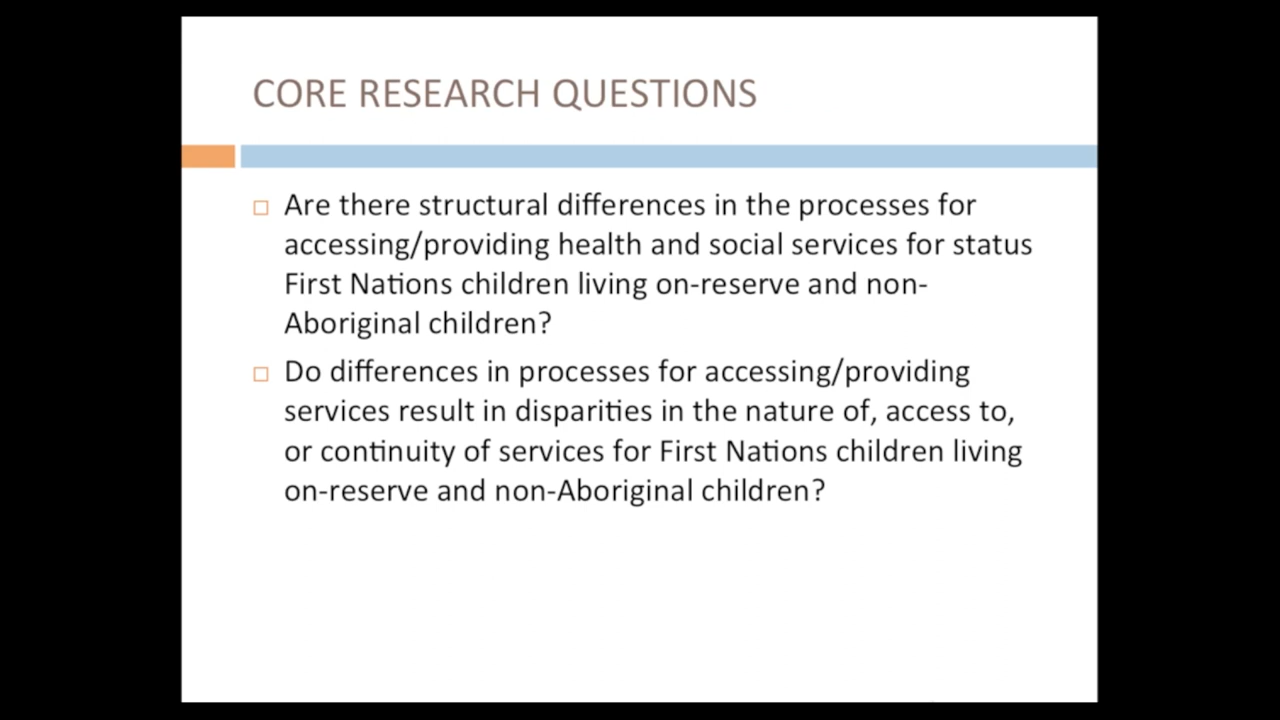 CORE RESEARCH QUESTIONS
Are there structural differences in the processes for
accessing/providing health and social services for status
First Nations children living on-reserve and non-
Aboriginal children?
Do differences in processes for accessing/providing
services result in disparities in the nature of, access to,
or continuity of services for First Nations children living
on-reserve and non-Aboriginal children?